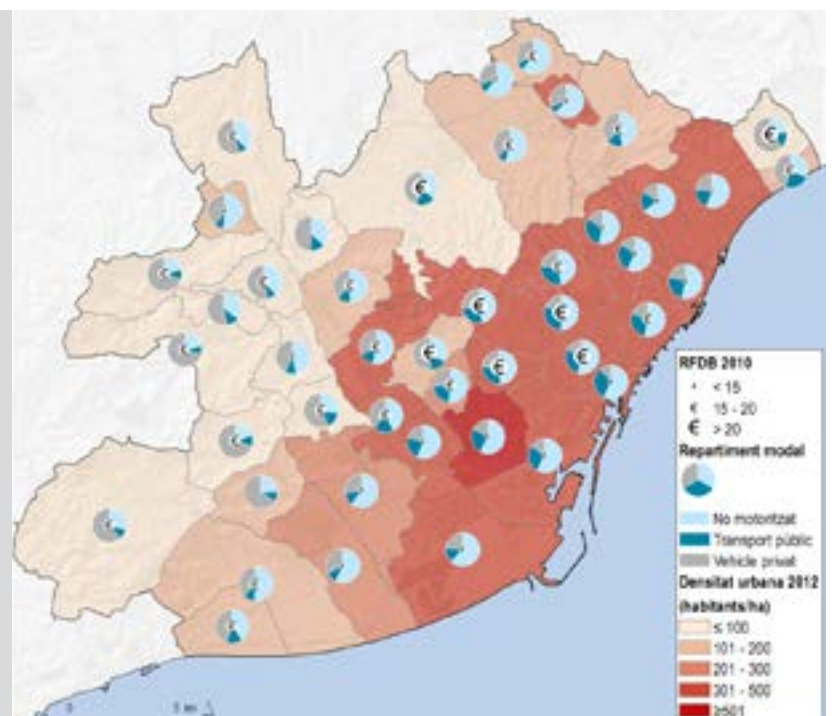 RFDB 2010
< 15
€ 15 - 20
€ > 20
Repartiment modal
No motoritzat
Transport públic
Vehicle privat
Densitat urbana 2012
(habitants/ha)
≤ 100
101 - 200
201 - 300
301 - 500
≥501
0